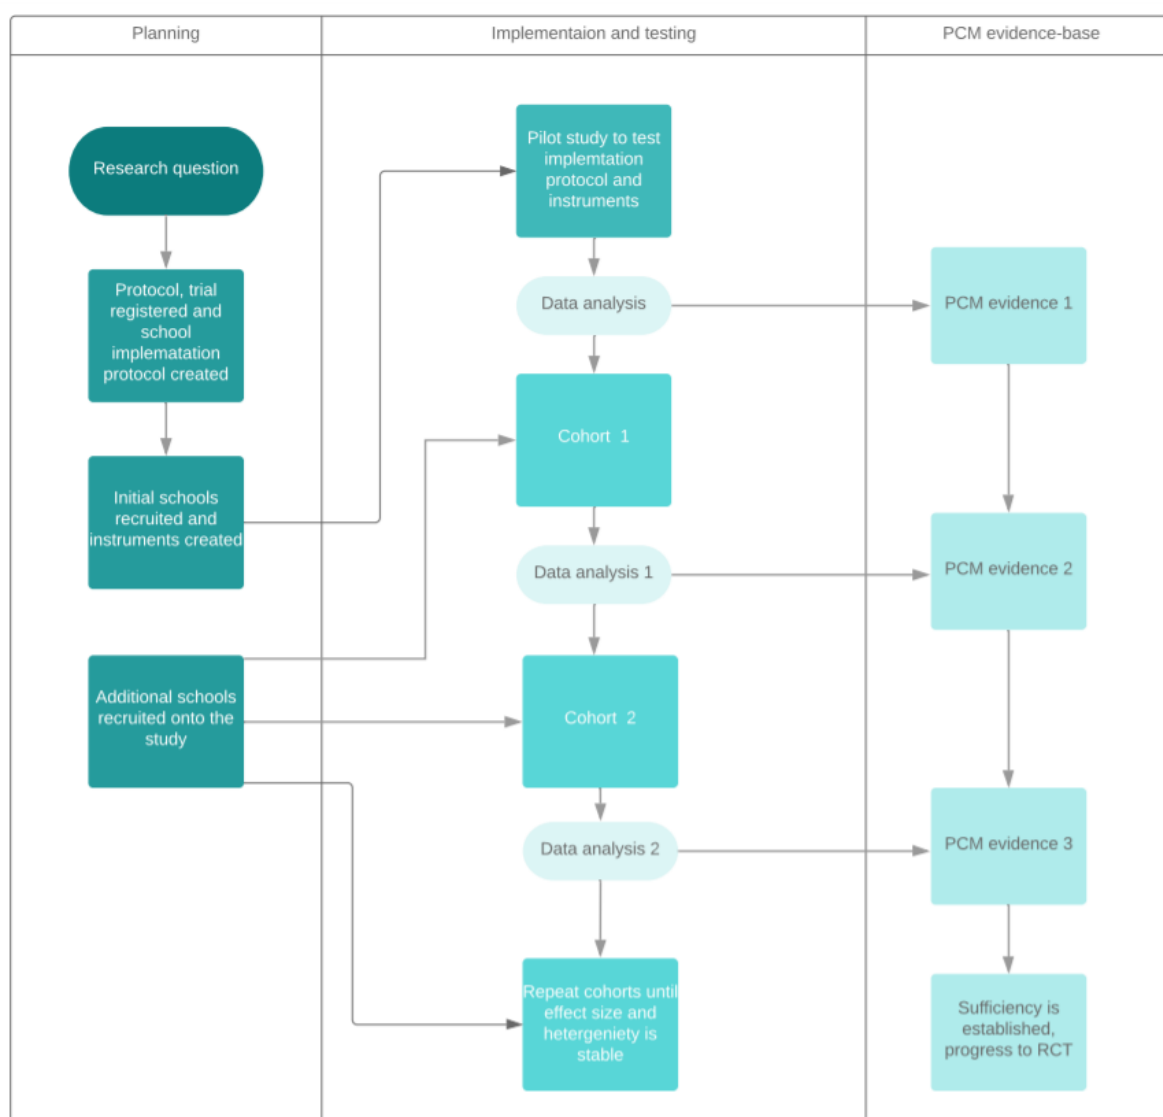 Planning
Implementaion and testing
PCM evidence-base
Research question
Protocol, trial
registered and
school
implematation
protocol created
Initial schools
recruited and
instruments created
Additional schools
recruited onto the
study
Pilot study to test
implemtation
protocol and
instruments
Data analysis
Cohort 1
Data analysis 1
Cohort 2
Data analysis 2
Repeat cohorts until
effect size and
hetergeniety is
stable
PCM evidence 1
PCM evidence 2
PCM evidence 3
Sufficiency is
established,
progress to RCT